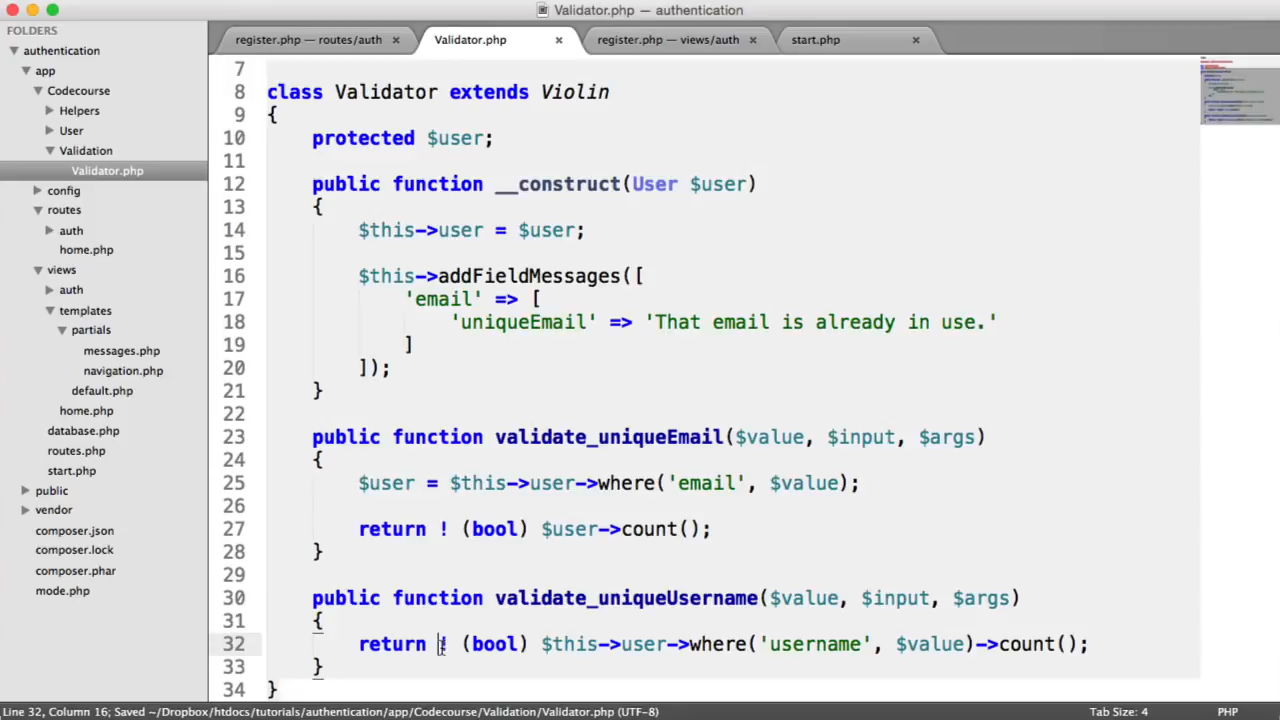 Validator.php — authentication
FOLDERS
authentication
app
Codecourse
Helpers
User
Validation
Validator.php
config
routes
auth
home.php
views
auth
templates
partials
messages.php
navigation.php
default.php
home.php
database.php
routes.php
start.php
public
vendor
composer.json
composer.lock
composer.phar
mode.php
register.php — routes/auth ×
Validator.php ×
register.php — views/auth ×
start.php ×
7
8 class Validator extends Violin
9 {
10 protected $user;
11
12 public function __construct(User $user)
13 {
14 $this->user = $user;
15
16 $this->addFieldMessages([
17 'email' => [
18 'uniqueEmail' => 'That email is already in use.'
19 ]
20 ]);
21 }
22
23 public function validate_uniqueEmail($value, $input, $args)
24 {
25 $user = $this->user->where('email', $value);
26
27 return ! (bool) $user->count();
28 }
29
30 public function validate_uniqueUsername($value, $input, $args)
31 {
32 return ! (bool) $this->user->where('username', $value)->count();
33 }
34 }
Line 32, Column 16; Saved ~/Dropbox/htdocs/tutorials/authentication/app/Codecourse/Validation/Validator.php (UTF-8)
Tab Size: 4
PHP